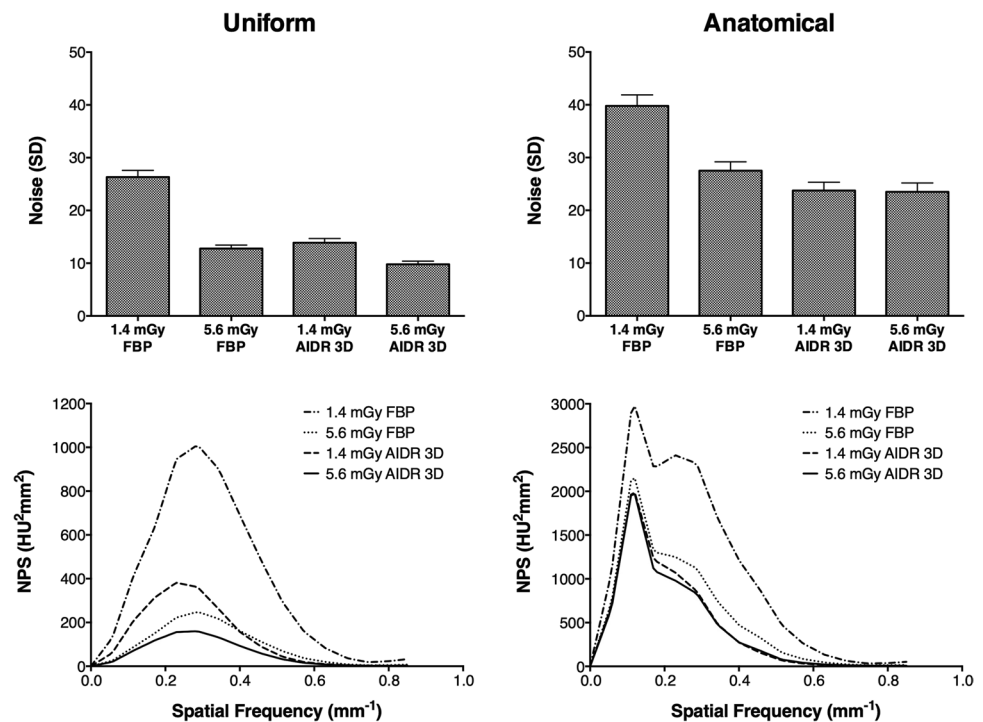 Uniform
50
40
30
20
10
0
Noise (SD)
1.4 mGy
FBP
5.6 mGy
FBP
1.4 mGy
AIDR 3D
5.6 mGy
AIDR 3D
Anatomical
50
40
30
20
10
0
Noise (SD)
1.4 mGy
FBP
5.6 mGy
FBP
1.4 mGy
AIDR 3D
5.6 mGy
AIDR 3D
1200
1000
800
600
400
200
0
NPS (HU²mm²)
1.4 mGy FBP
5.6 mGy FBP
1.4 mGy AIDR 3D
5.6 mGy AIDR 3D
0.0 0.2 0.4 0.6 0.8 1.0
Spatial Frequency (mm⁻¹)
3000
2500
2000
1500
1000
500
0
NPS (HU²mm²)
1.4 mGy FBP
5.6 mGy FBP
1.4 mGy AIDR 3D
5.6 mGy AIDR 3D
0.0 0.2 0.4 0.6 0.8 1.0
Spatial Frequency (mm⁻¹)